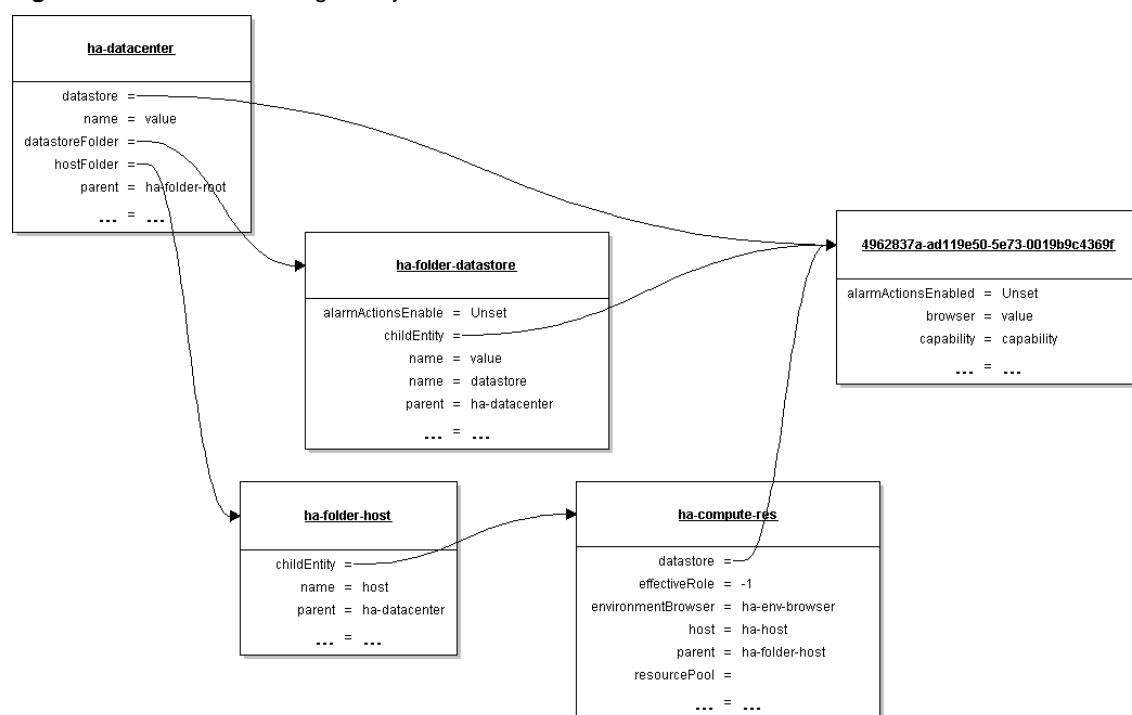 ha-datacenter
datastore =
name = value
datastoreFolder =
hostFolder =
parent = ha-folder-root
... = ...
ha-folder-datastore
alarmActionsEnable = Unset
childEntity =
name = value
name = datastore
parent = ha-datacenter
... = ...
4962837a-ad119e50-5e73-0019b9c4369f
alarmActionsEnabled = Unset
browser = value
capability = capability
... = ...
ha-folder-host
childEntity =
name = host
parent = ha-datacenter
... = ...
ha-compute-res
datastore =
effectiveRole = -1
environmentBrowser = ha-env-browser
host = ha-host
parent = ha-folder-host
resourcePool =
... = ...